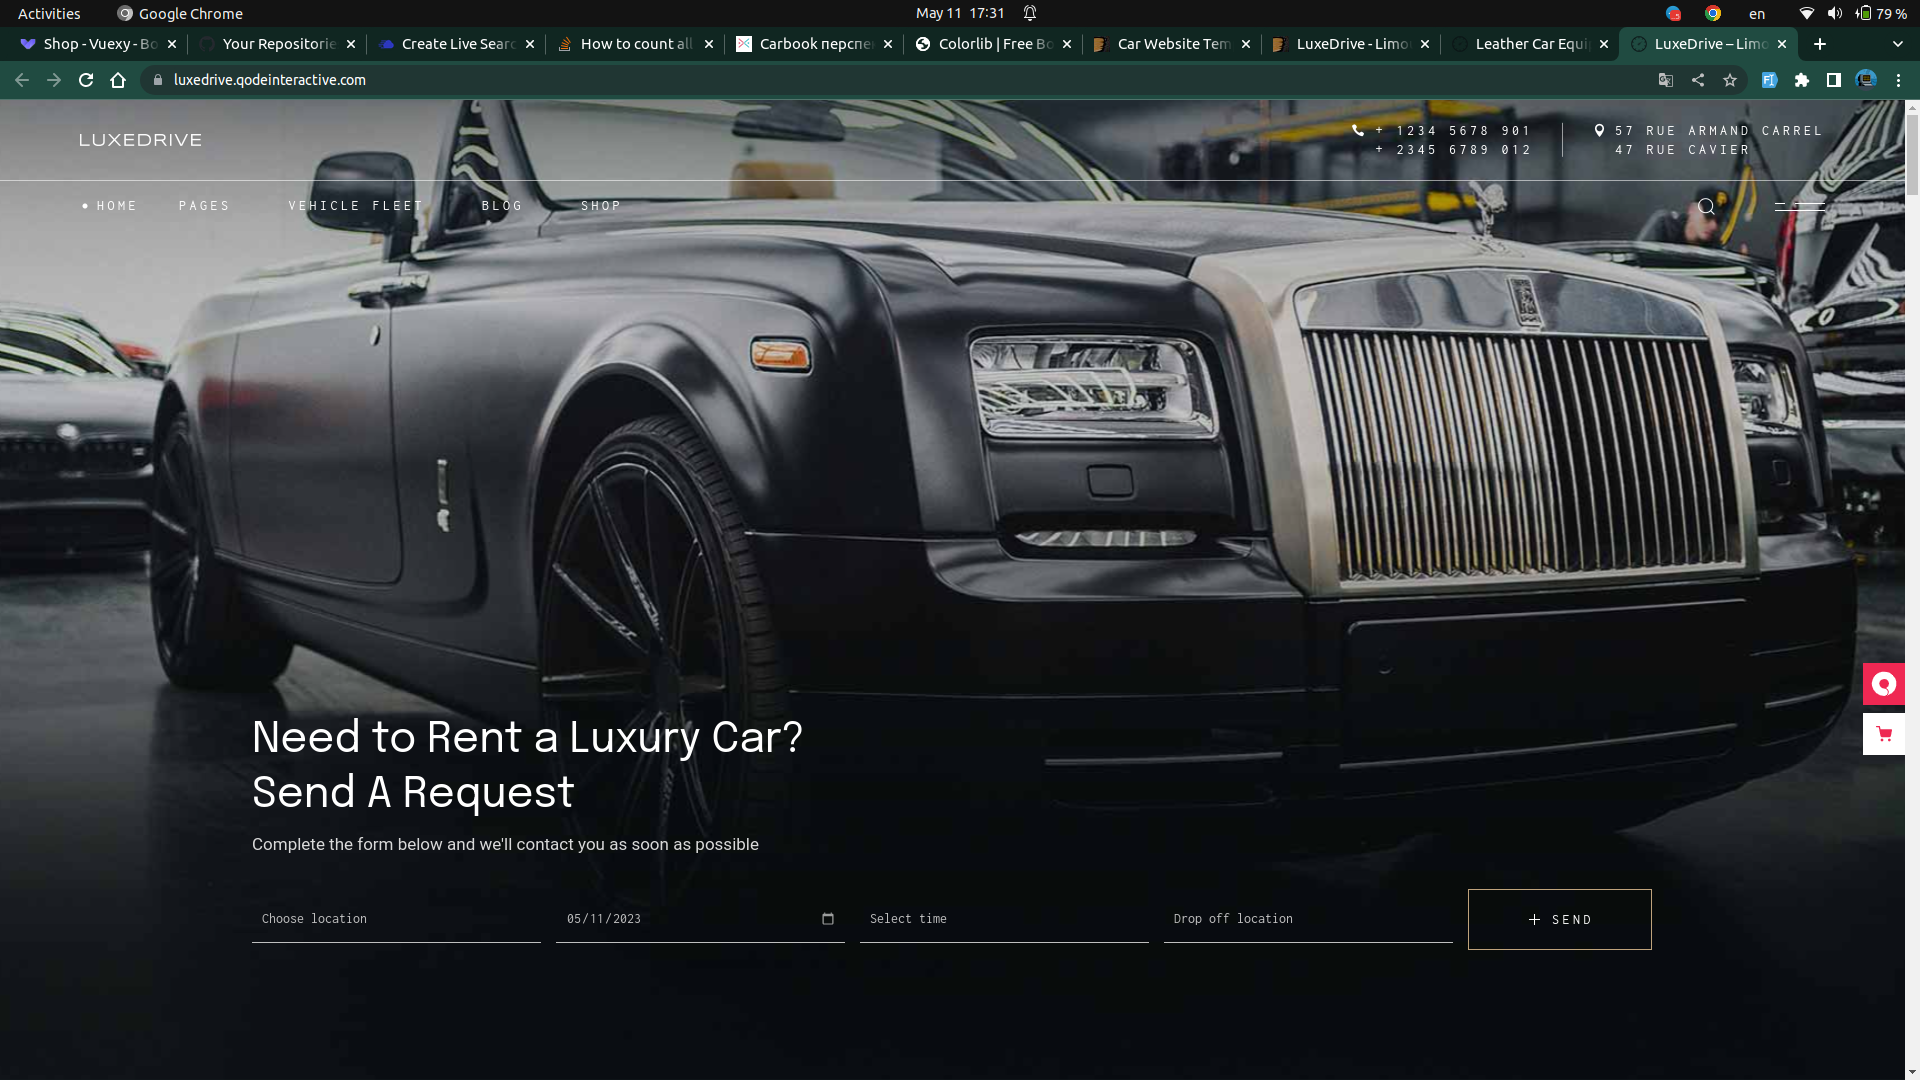 Activities
Google Chrome
May 11 17:31
en
79 %
Shop - Vuexy - Bo
Your Repositorie
Create Live Searc
How to count all
Carbook перспе
Colorlib | Free Bo
Car Website Tem
LuxeDrive - Limo
Leather Car Equi
LuxeDrive – Limo
luxedrive.qodeinteractive.com
LUXEDRIVE
+ 1234 5678 901
+ 2345 6789 012
57 RUE ARMAND CARREL
47 RUE CAVIER
HOME
PAGES
VEHICLE FLEET
BLOG
SHOP
Need to Rent a Luxury Car?
Send A Request
Complete the form below and we'll contact you as soon as possible
Choose location
05/11/2023
Select time
Drop off location
SEND